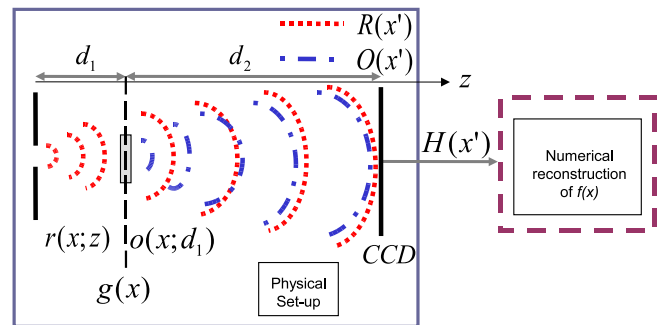 R(x')
O(x')
d₁
d₂
z
H(x')
Numerical
reconstruction
of f(x)
r(x;z)
o(x;d₁)
g(x)
CCD
Physical
Set-up